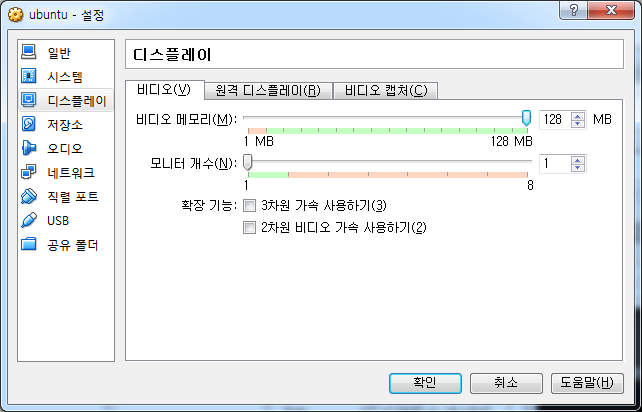 ubuntu - 설정
일반
시스템
디스플레이
저장소
오디오
네트워크
직렬 포트
USB
공유 폴더
디스플레이
비디오(V) 원격 디스플레이(R) 비디오 캡처(C)
비디오 메모리(M): 128 MB
1 MB 128 MB
모니터 개수(N): 1
1 8
확장 기능: 3차원 가속 사용하기(3)
2차원 비디오 가속 사용하기(2)
확인 취소 도움말(H)